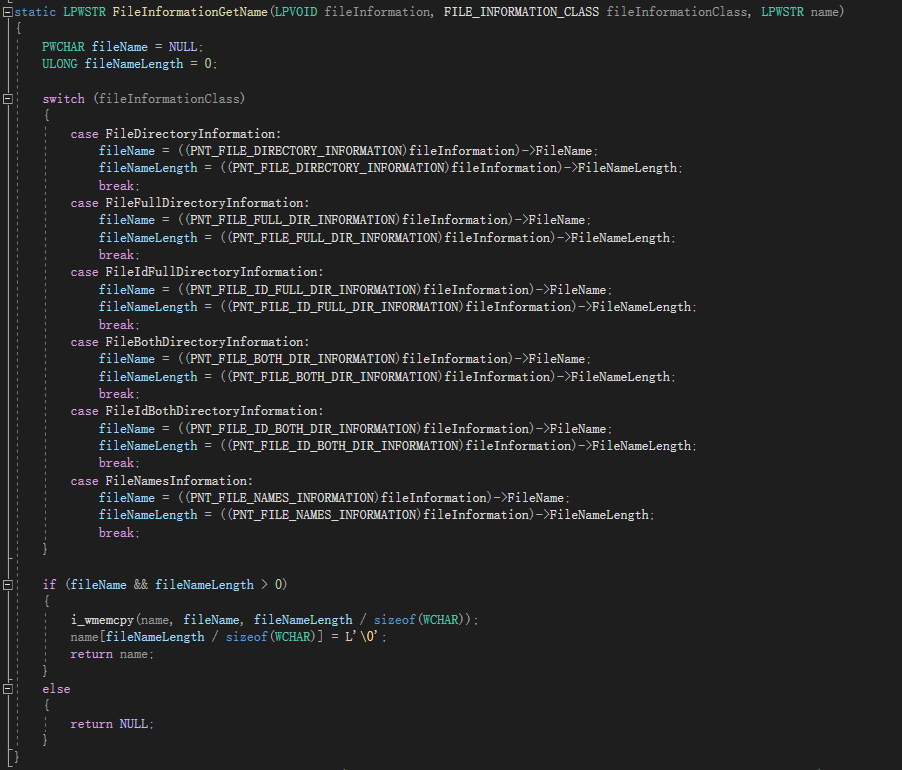 static LPWSTR FileInformationGetName(LPVOID fileInformation, FILE_INFORMATION_CLASS fileInformationClass, LPWSTR name)
{
    PWCHAR fileName = NULL;
    ULONG fileNameLength = 0;

    switch (fileInformationClass)
    {
        case FileDirectoryInformation:
            fileName = ((PNT_FILE_DIRECTORY_INFORMATION)fileInformation)->FileName;
            fileNameLength = ((PNT_FILE_DIRECTORY_INFORMATION)fileInformation)->FileNameLength;
            break;
        case FileFullDirectoryInformation:
            fileName = ((PNT_FILE_FULL_DIR_INFORMATION)fileInformation)->FileName;
            fileNameLength = ((PNT_FILE_FULL_DIR_INFORMATION)fileInformation)->FileNameLength;
            break;
        case FileIdFullDirectoryInformation:
            fileName = ((PNT_FILE_ID_FULL_DIR_INFORMATION)fileInformation)->FileName;
            fileNameLength = ((PNT_FILE_ID_FULL_DIR_INFORMATION)fileInformation)->FileNameLength;
            break;
        case FileBothDirectoryInformation:
            fileName = ((PNT_FILE_BOTH_DIR_INFORMATION)fileInformation)->FileName;
            fileNameLength = ((PNT_FILE_BOTH_DIR_INFORMATION)fileInformation)->FileNameLength;
            break;
        case FileIdBothDirectoryInformation:
            fileName = ((PNT_FILE_ID_BOTH_DIR_INFORMATION)fileInformation)->FileName;
            fileNameLength = ((PNT_FILE_ID_BOTH_DIR_INFORMATION)fileInformation)->FileNameLength;
            break;
        case FileNamesInformation:
            fileName = ((PNT_FILE_NAMES_INFORMATION)fileInformation)->FileName;
            fileNameLength = ((PNT_FILE_NAMES_INFORMATION)fileInformation)->FileNameLength;
            break;
    }

    if (fileName && fileNameLength > 0)
    {
        i_wmemcpy(name, fileName, fileNameLength / sizeof(WCHAR));
        name[fileNameLength / sizeof(WCHAR)] = L'\0';
        return name;
    }
    else
    {
        return NULL;
    }
}